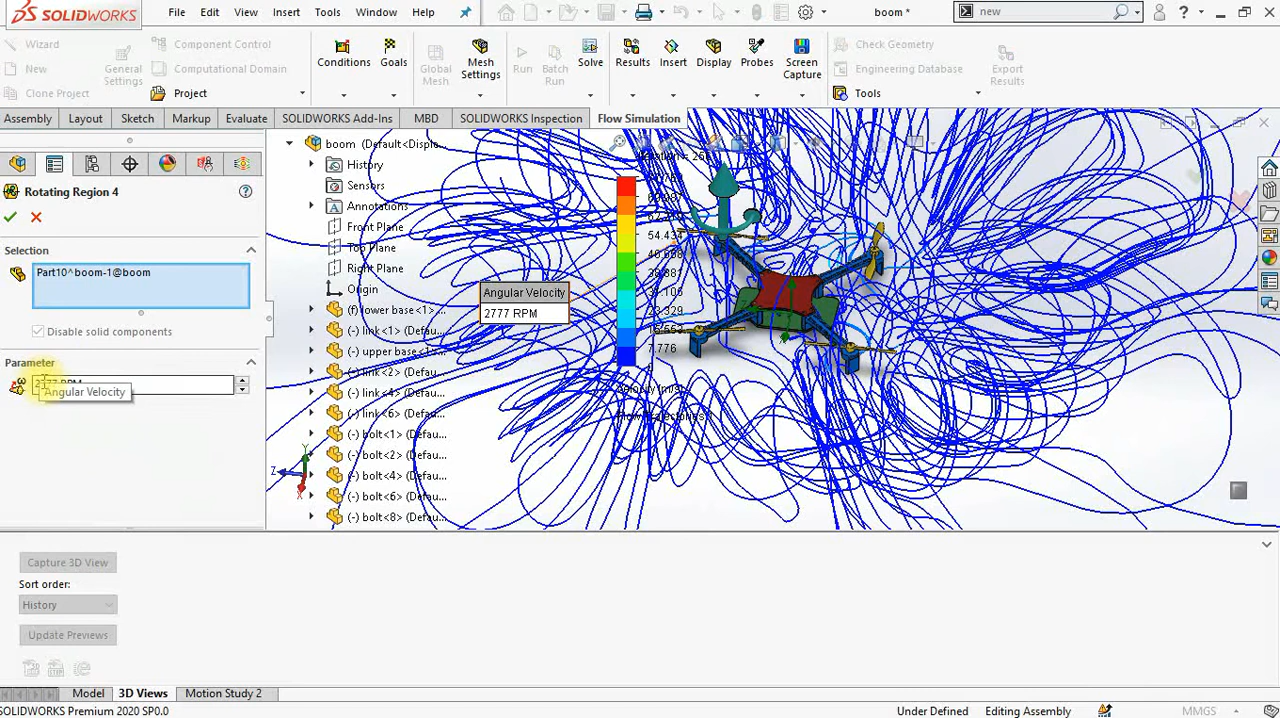 SOLIDWORKS
File
Edit
View
Insert
Tools
Window
Help
boom *
new
?
Wizard
New
Clone Project
General Settings
Component Control
Computational Domain
Project
Conditions
Goals
Global Mesh
Mesh Settings
Run
Batch Run
Solve
Results
Insert
Display
Probes
Screen Capture
Check Geometry
Engineering Database
Tools
Export Results
Assembly
Layout
Sketch
Markup
Evaluate
SOLIDWORKS Add-Ins
MBD
SOLIDWORKS Inspection
Flow Simulation
Rotating Region 4
Selection
Part10^boom-1@boom
Disable solid components
Parameter
Angular Velocity
boom (Default<Displa...
History
Sensors
Annotations
Front Plane
Top Plane
Right Plane
Origin
(f) lower base<1> ...
(-) link<1> (Defau...
(-) upper base<1> ...
(-) link<2> (Defau...
(-) link<4> (Defau...
(-) link<6> (Defau...
(-) bolt<1> (Defau...
(-) bolt<2> (Defau...
(-) bolt<4> (Defau...
(-) bolt<6> (Defau...
(-) bolt<8> (Defau...
Angular Velocity
2777 RPM
54.434
23.329
7.776
Y
Z
X
Capture 3D View
Sort order:
History
Update Previews
Model
3D Views
Motion Study 2
SOLIDWORKS Premium 2020 SP0.0
Under Defined
Editing Assembly
MMGS